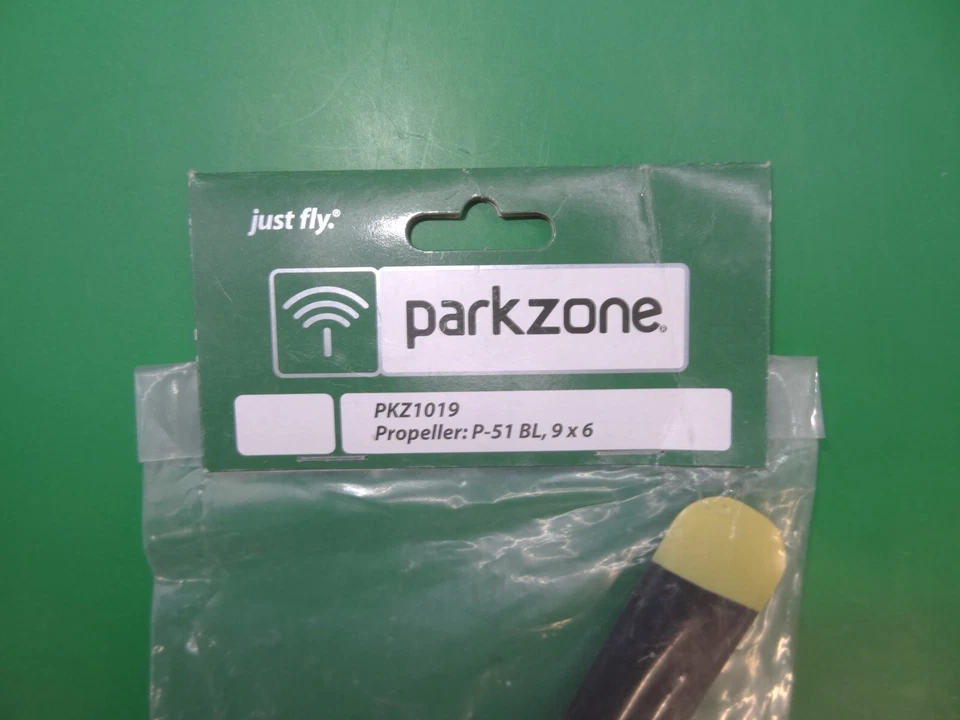 just fly.®
parkzone®
PKZ1019
Propeller: P-51 BL, 9 x 6